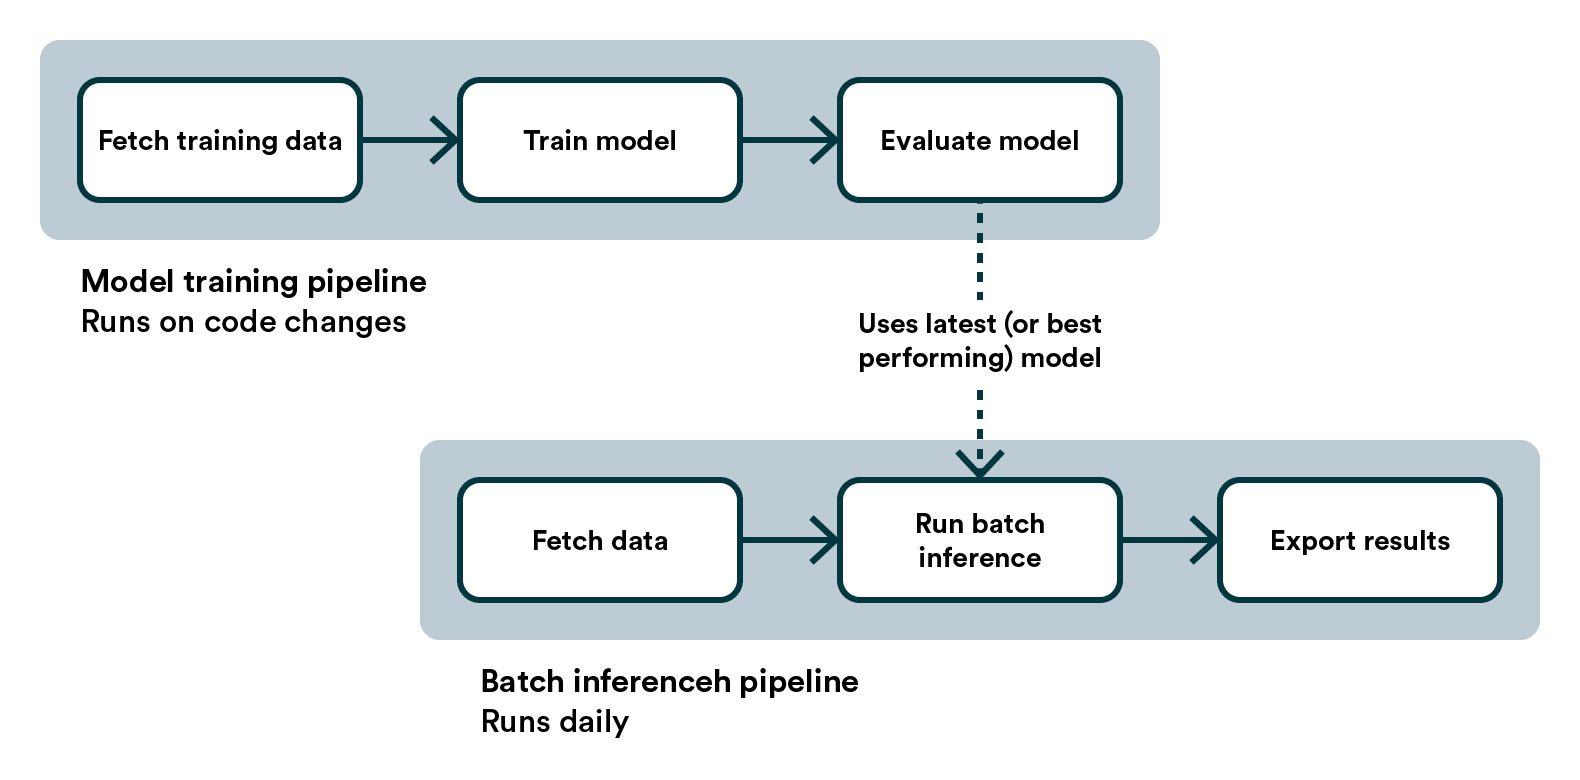 Fetch training data
Train model
Evaluate model
Model training pipeline
Runs on code changes
Uses latest (or best
performing) model
Fetch data
Run batch
inference
Export results
Batch inferenceh pipeline
Runs daily